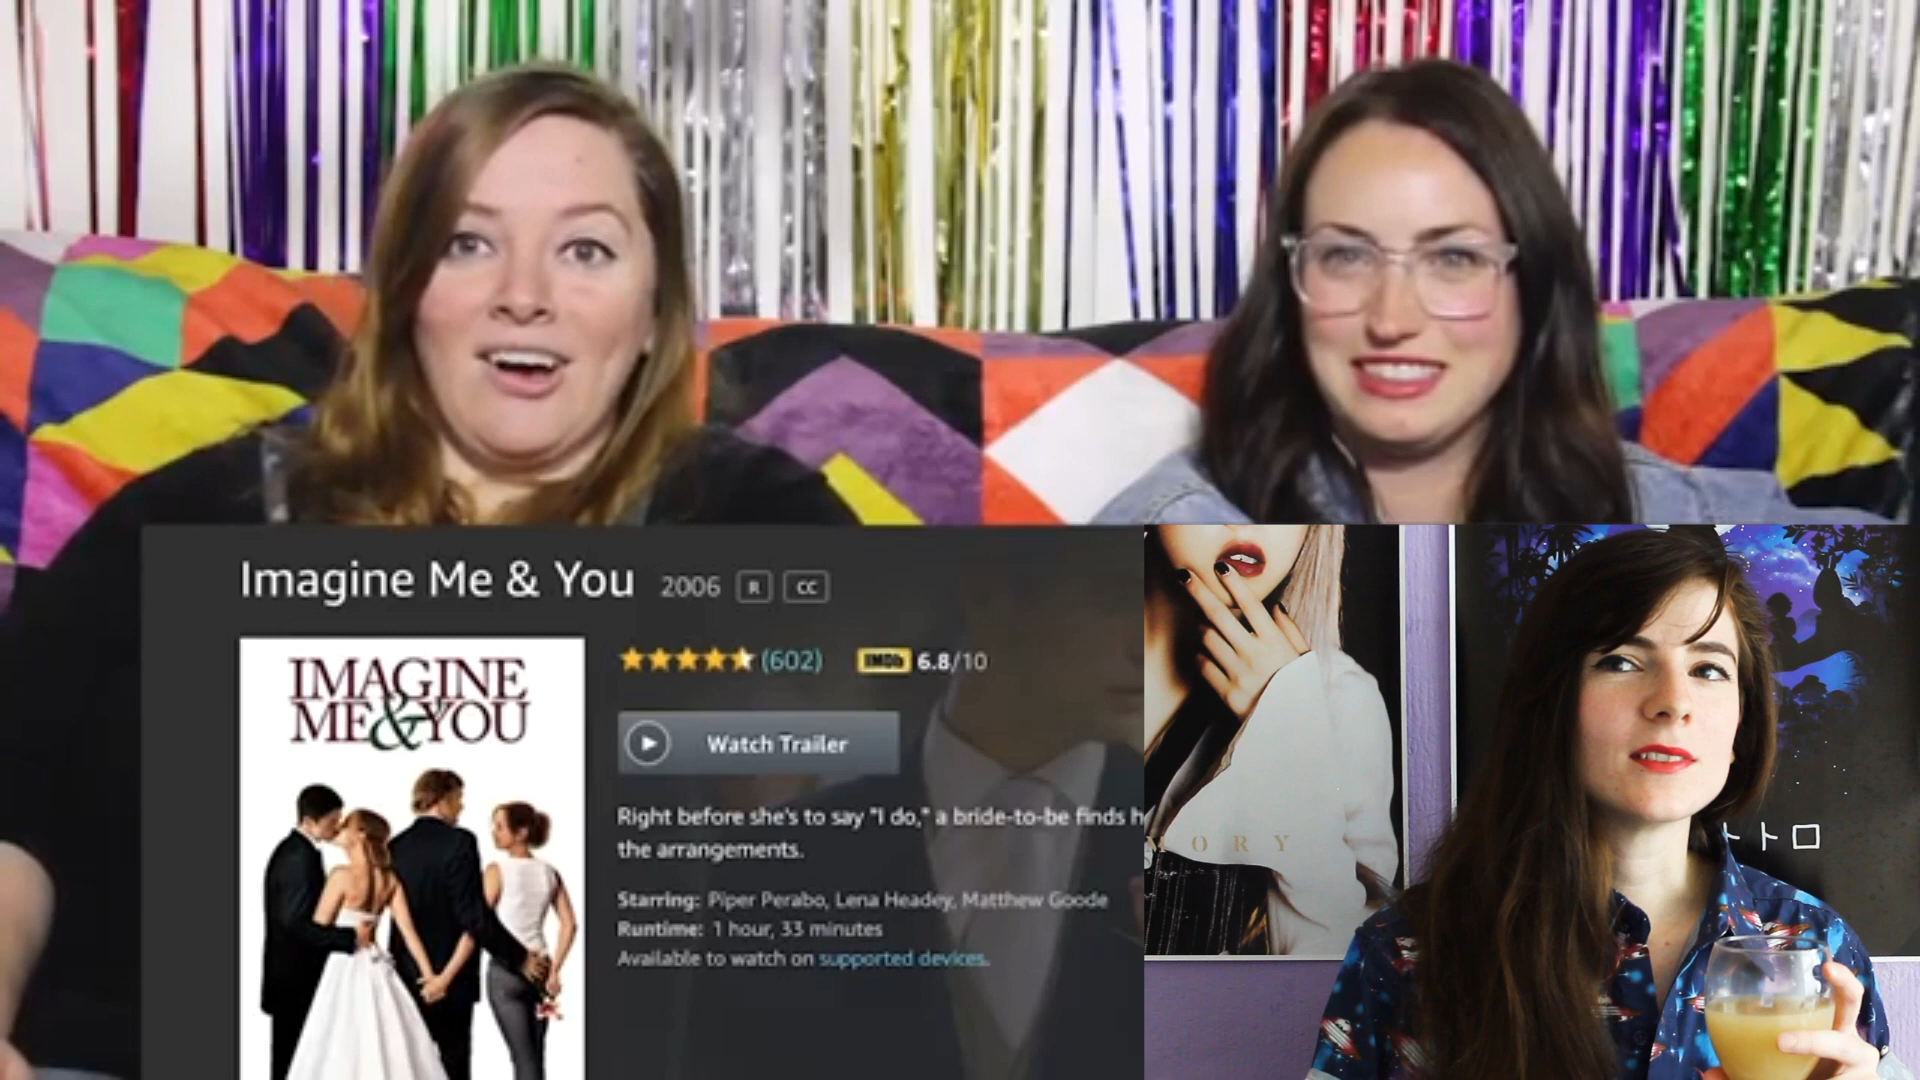 Imagine Me & You 2006 R CC
IMAGINE
ME&YOU
(602) IMDb 6.8/10
Watch Trailer
Right before she's to say "I do," a bride-to-be finds h
the arrangements.
Starring: Piper Perabo, Lena Headey, Matthew Goode
Runtime: 1 hour, 33 minutes
Available to watch on supported devices.
MORY
トトロ